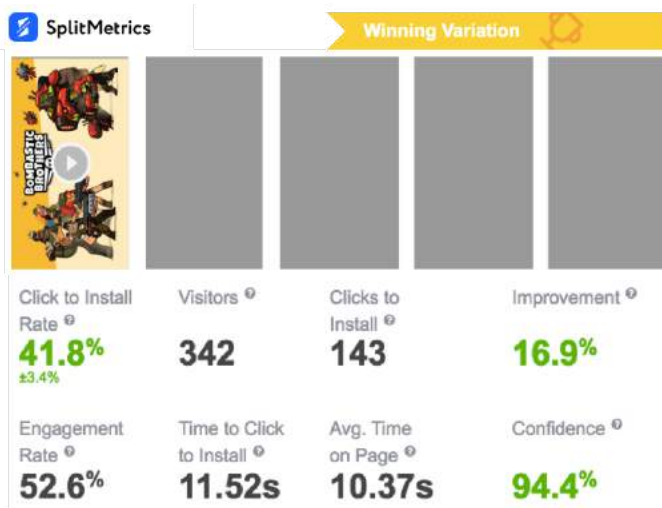 SplitMetrics
Winning Variation
BOMBASTIC
BROTHERS
Click to Install
Rate ?
41.8%
±3.4%
Visitors ?
342
Clicks to
Install ?
143
Improvement ?
16.9%
Engagement
Rate ?
52.6%
Time to Click
to Install ?
11.52s
Avg. Time
on Page ?
10.37s
Confidence ?
94.4%